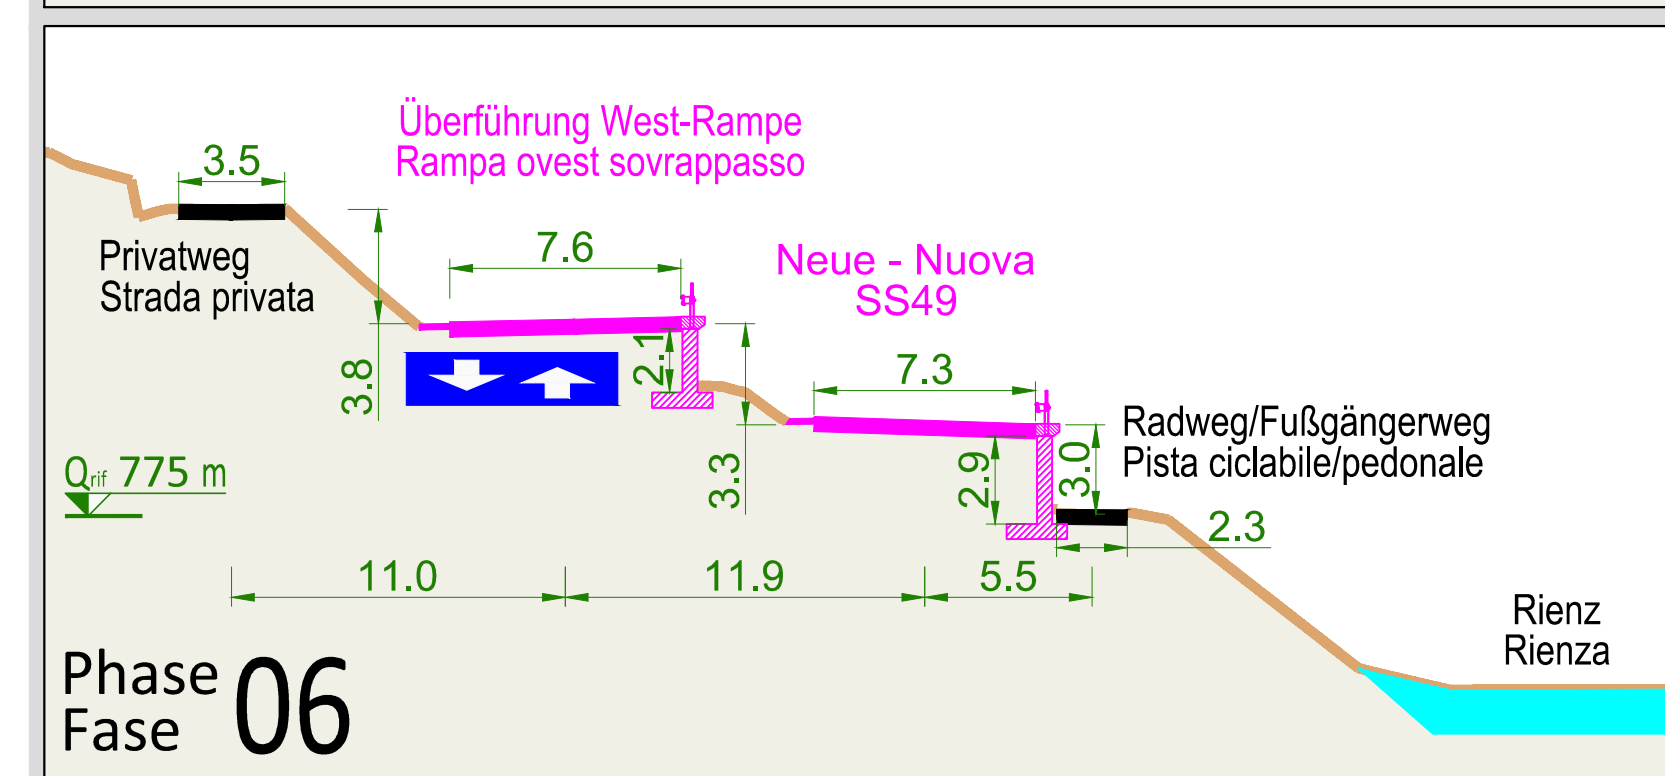 Überführung West-Rampe
Rampa ovest sovrappasso
3.5
Privatweg
Strada privata
7.6
Neue - Nuova
SS49
3.8
2.1
7.3
3.3
2.9
3.0
Radweg/Fußgängerweg
Pista ciclabile/pedonale
Qrif 775 m
2.3
11.0
11.9
5.5
Rienz
Rienza
Phase
Fase
06